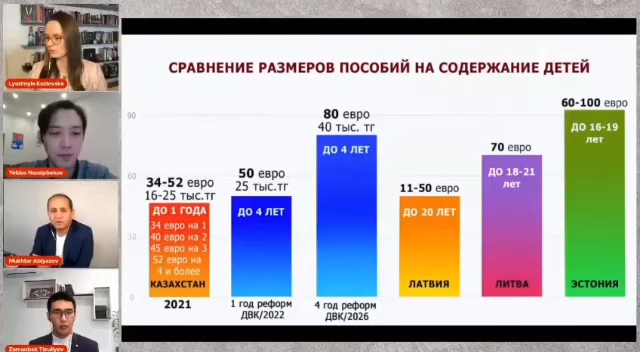 Lyudmyla Kozlovska
Yeldos Nassipbekov
Mukhtar Ablyazov
Zamanbek Tleuliyev
СРАВНЕНИЕ РАЗМЕРОВ ПОСОБИЙ НА СОДЕРЖАНИЕ ДЕТЕЙ
90
60
30
0
34-52 евро
16-25 тыс.тг
ДО 1 ГОДА
34 евро на 1
40 евро на 2
45 евро на 3
52 евро на
4 и более
КАЗАХСТАН
2021
50 евро
25 тыс.тг
ДО 4 ЛЕТ
1 год реформ
ДВК/2022
80 евро
40 тыс. тг
ДО 4 ЛЕТ
4 год реформ
ДВК/2026
11-50 евро
ДО 20 ЛЕТ
ЛАТВИЯ
70 евро
ДО 18-21
лет
ЛИТВА
60-100 евро
ДО 16-19
лет
ЭСТОНИЯ